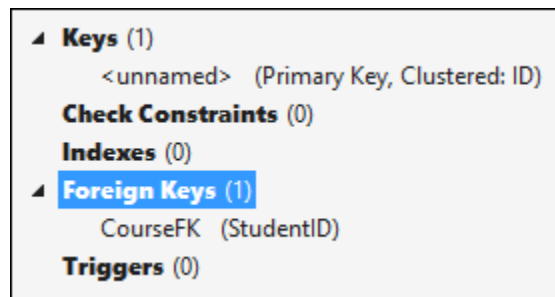 Keys (1)
<unnamed> (Primary Key, Clustered: ID)
Check Constraints (0)
Indexes (0)
Foreign Keys (1)
CourseFK (StudentID)
Triggers (0)